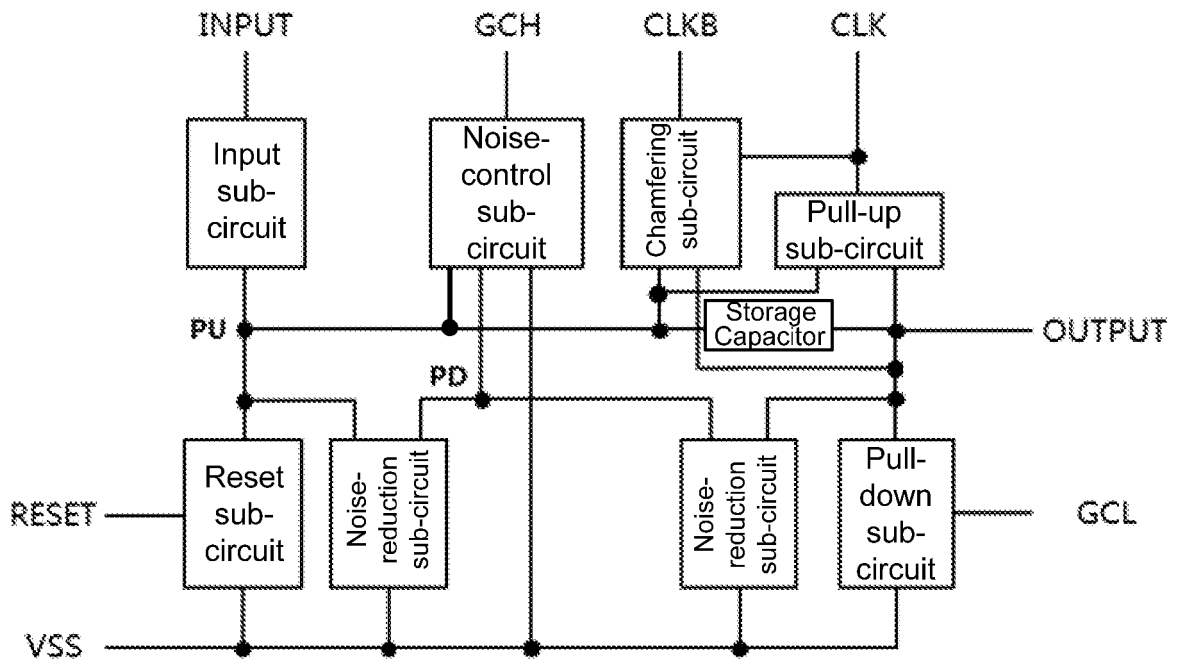 INPUT
GCH
CLKB
CLK
Input
sub-
circuit
Noise-
control
sub-
circuit
Chamfering
sub-circuit
Pull-up
sub-circuit
PU
Storage
Capacitor
OUTPUT
PD
Reset
sub-
circuit
Noise-
reduction
sub-circuit
Noise-
reduction
sub-circuit
Pull-
down
sub-
circuit
RESET
GCL
VSS